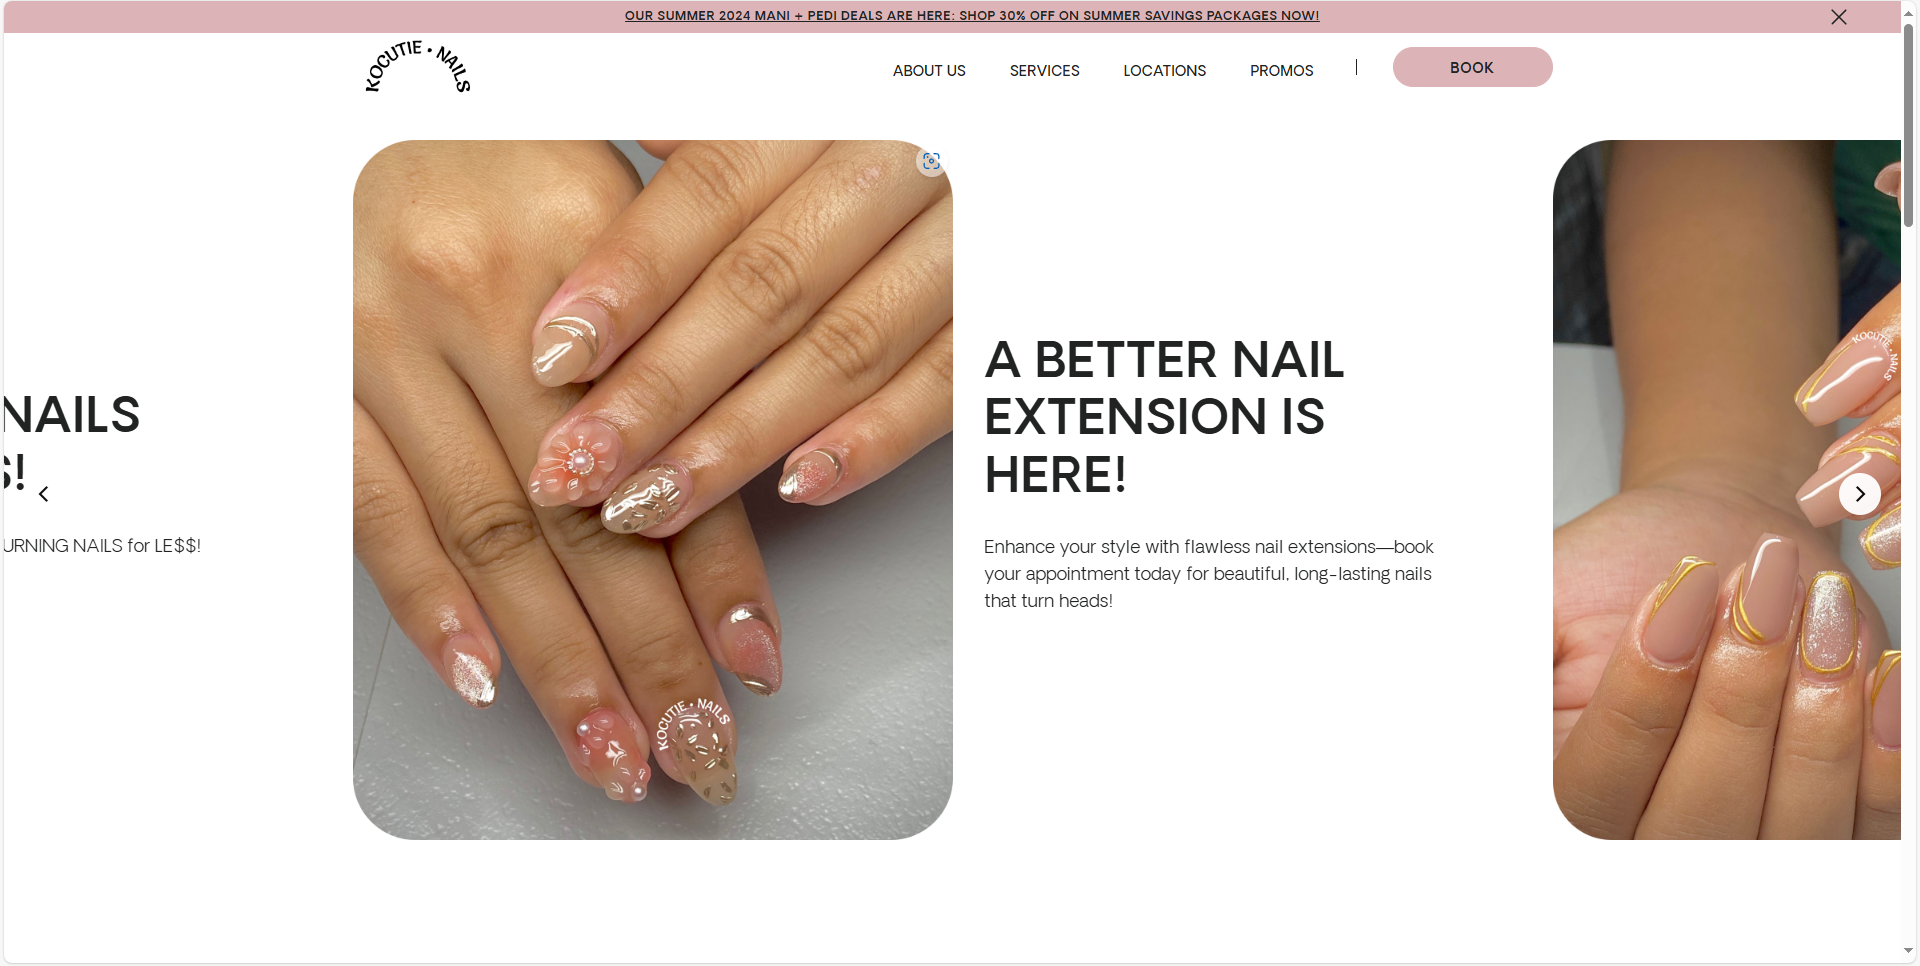 OUR SUMMER 2024 MANI + PEDI DEALS ARE HERE: SHOP 30% OFF ON SUMMER SAVINGS PACKAGES NOW!
KOCUTIE • NAILS
ABOUT US
SERVICES
LOCATIONS
PROMOS
BOOK
NAILS
S!
URNING NAILS for LE$$!
KOCUTIE • NAILS
A BETTER NAIL
EXTENSION IS
HERE!
Enhance your style with flawless nail extensions—book
your appointment today for beautiful, long-lasting nails
that turn heads!
KOCUTIE • NAILS